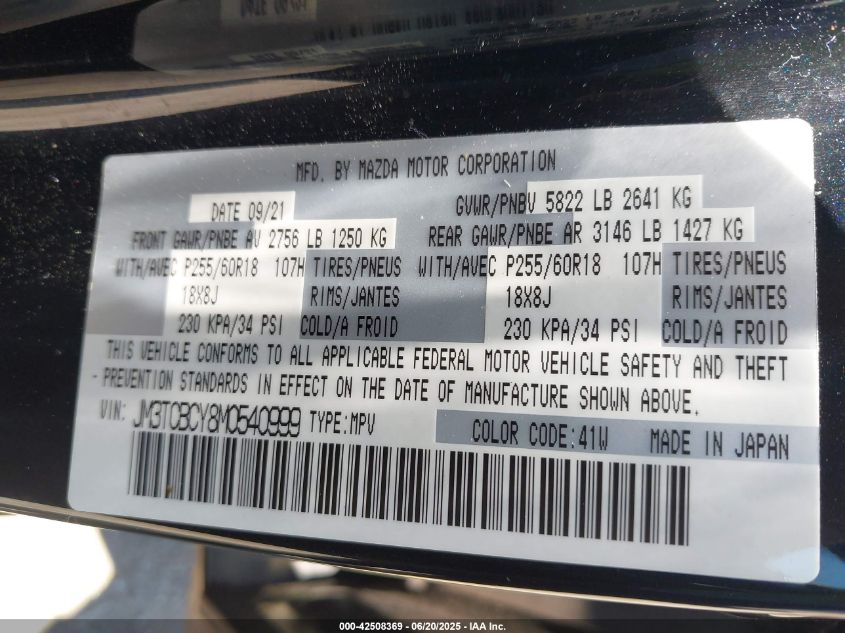 MFD. BY MAZDA MOTOR CORPORATION
DATE 09/21 GVWR/PNBV 5822 LB 2641 KG
FRONT GAWR/PNBE AV 2756 LB 1250 KG REAR GAWR/PNBE AR 3146 LB 1427 KG
WITH/AVEC P255/60R18 107H TIRES/PNEUS WITH/AVEC P255/60R18 107H TIRES/PNEUS
18X8J RIMS/JANTES 18X8J RIMS/JANTES
230 KPA/34 PSI COLD/A FROID 230 KPA/34 PSI COLD/A FROID
THIS VEHICLE CONFORMS TO ALL APPLICABLE FEDERAL MOTOR VEHICLE SAFETY AND THEFT
PREVENTION STANDARDS IN EFFECT ON THE DATE OF MANUFACTURE SHOWN ABOVE.
VIN: JM3TCBCY8M0540999 TYPE:MPV COLOR CODE:41W MADE IN JAPAN
000-42508369 - 06/20/2025 - IAA Inc.